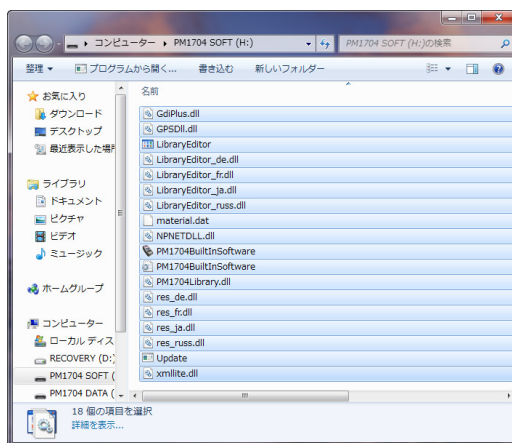 コンピューター ▸ PM1704 SOFT (H:)
PM1704 SOFT (H:)の検索
整理
プログラムから開く...
書き込む
新しいフォルダー
お気に入り
ダウンロード
デスクトップ
最近表示した場所
ライブラリ
ドキュメント
ピクチャ
ビデオ
ミュージック
ホームグループ
コンピューター
ローカル ディス
RECOVERY (D:)
PM1704 SOFT (
PM1704 DATA (
名前
GdiPlus.dll
GPSDll.dll
LibraryEditor
LibraryEditor_de.dll
LibraryEditor_fr.dll
LibraryEditor_ja.dll
LibraryEditor_russ.dll
material.dat
NPNETDLL.dll
PM1704BuiltInSoftware
PM1704BuiltInSoftware
PM1704Library.dll
res_de.dll
res_fr.dll
res_ja.dll
res_russ.dll
Update
xmllite.dll
18 個の項目を選択
詳細を表示...